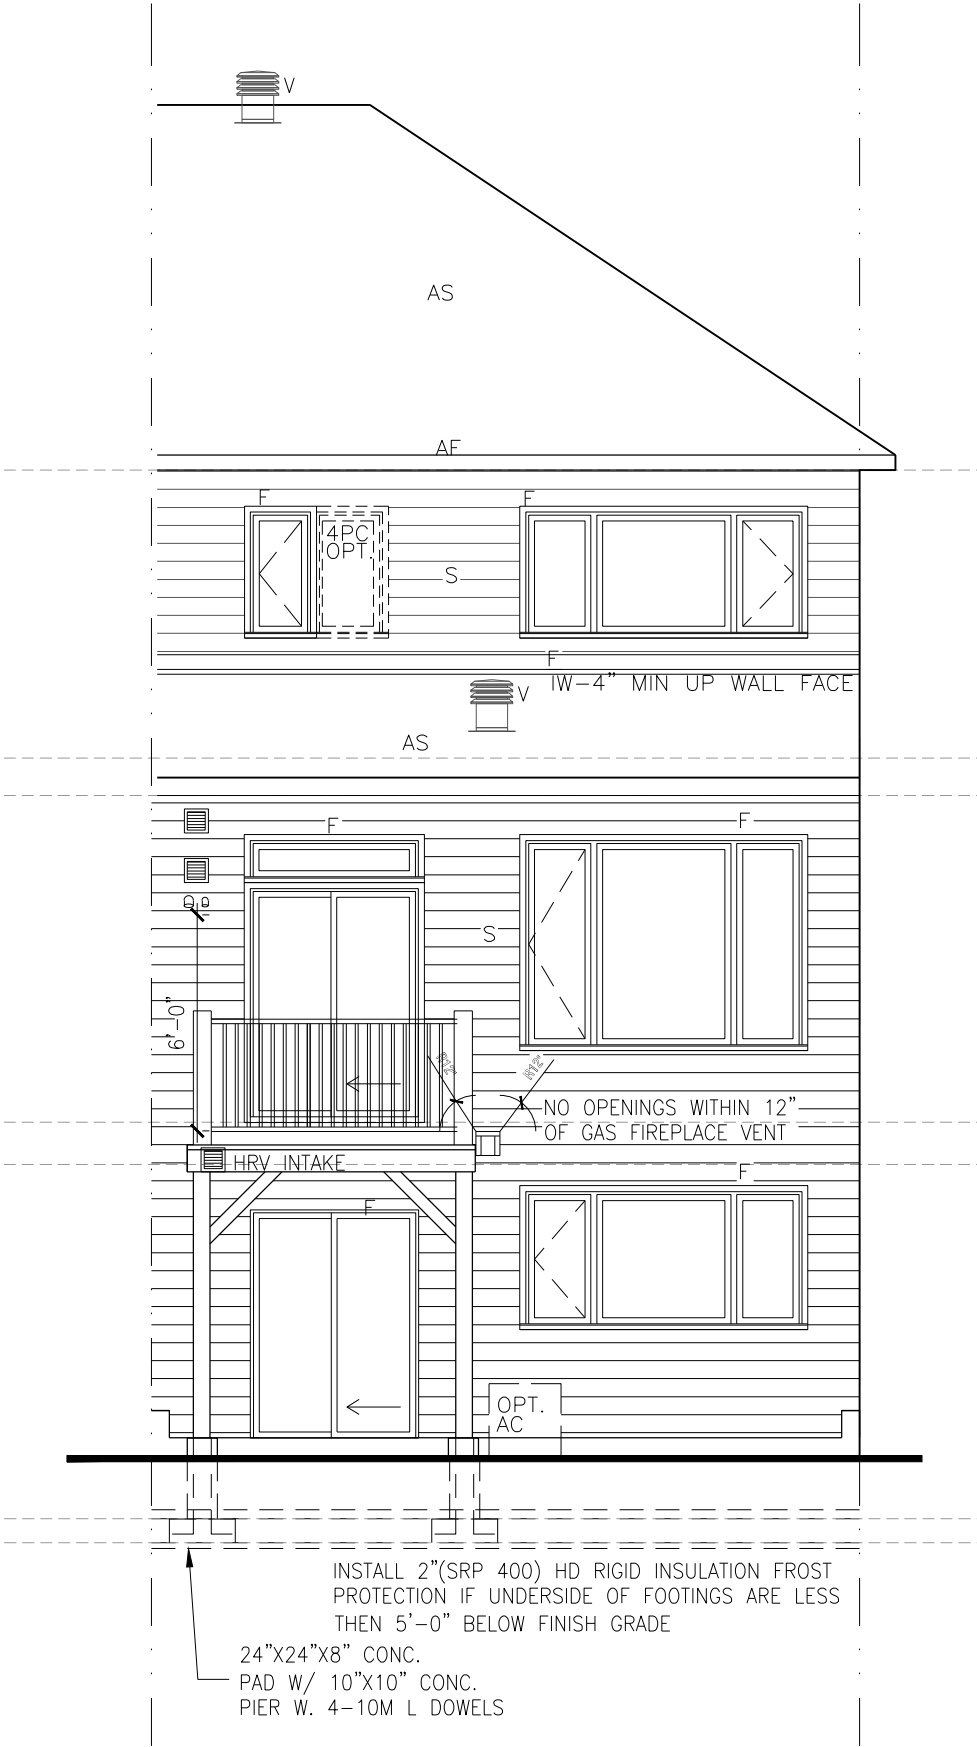 V
AS
AF
F
F
4PC
OPT.
S
F
IW-4" MIN UP WALL FACE
V
AS
F
F
S
6'-0"
R12"
R12"
NO OPENINGS WITHIN 12"
OF GAS FIREPLACE VENT
HRV INTAKE
F
F
OPT.
AC
INSTALL 2"(SRP 400) HD RIGID INSULATION FROST
PROTECTION IF UNDERSIDE OF FOOTINGS ARE LESS
THEN 5'-0" BELOW FINISH GRADE
24"X24"X8" CONC.
PAD W/ 10"X10" CONC.
PIER W. 4-10M L DOWELS